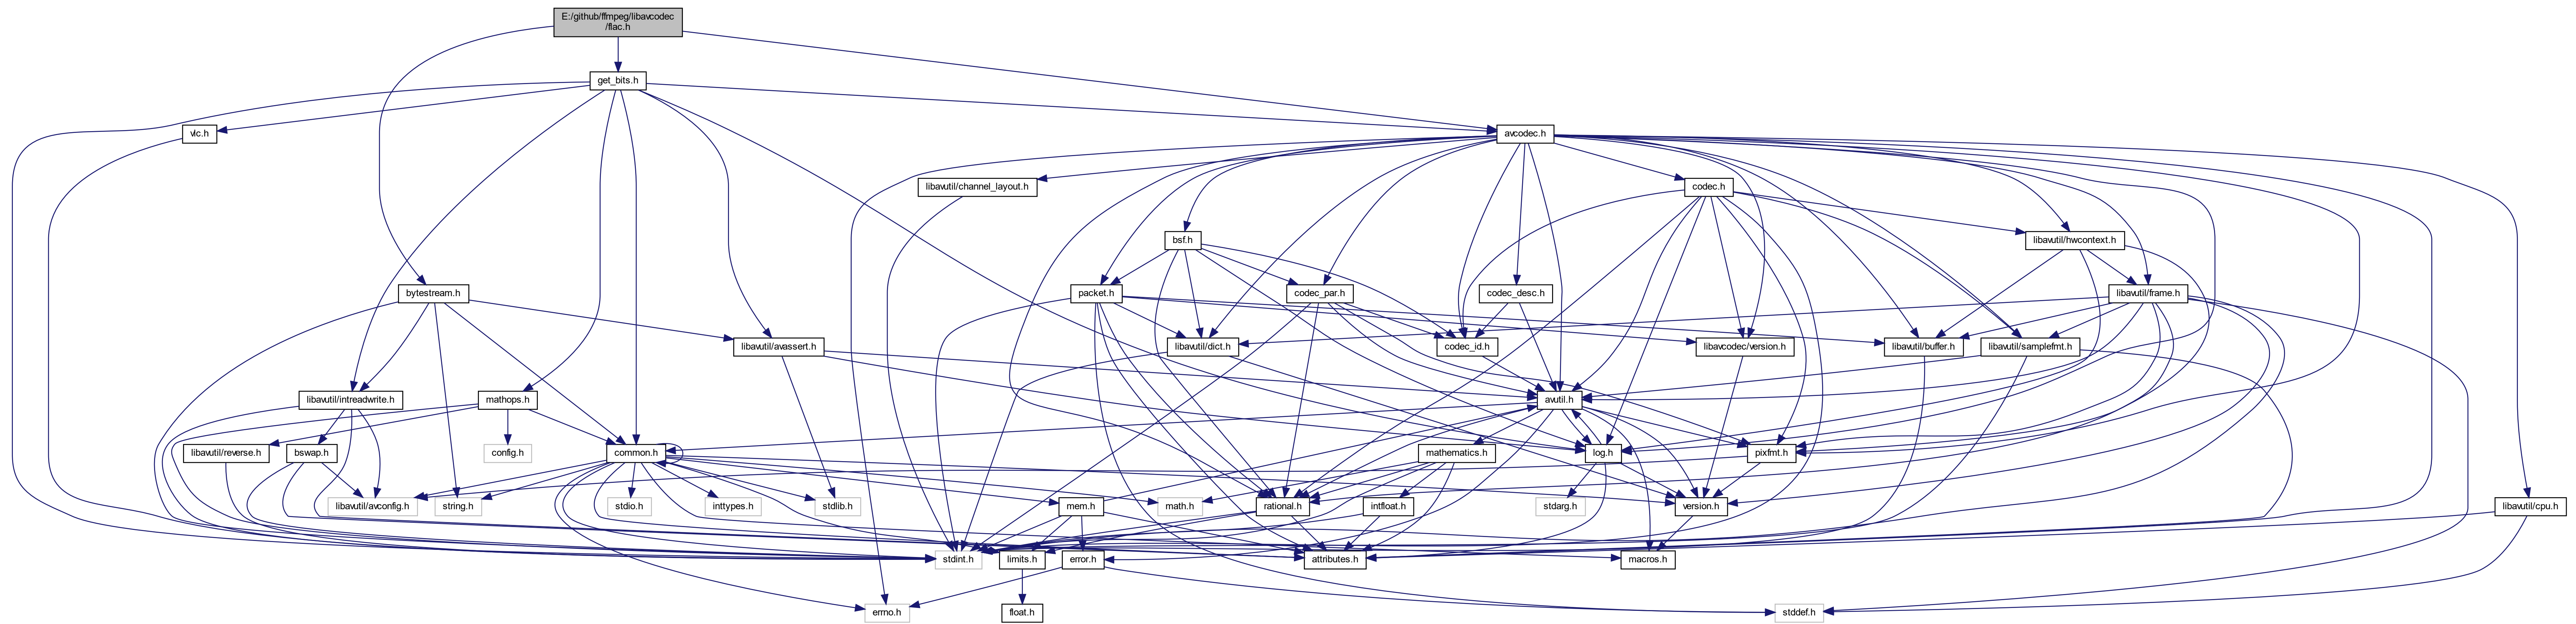 E:/github/ffmpeg/libavcodec
/flac.h
get_bits.h
vlc.h
avcodec.h
libavutil/channel_layout.h
codec.h
bsf.h
libavutil/hwcontext.h
bytestream.h
packet.h
codec_par.h
codec_desc.h
libavutil/frame.h
libavutil/avassert.h
libavutil/dict.h
codec_id.h
libavcodec/version.h
libavutil/buffer.h
libavutil/samplefmt.h
libavutil/intreadwrite.h
mathops.h
avutil.h
libavutil/reverse.h
bswap.h
config.h
common.h
mathematics.h
log.h
pixfmt.h
libavutil/avconfig.h
string.h
stdio.h
inttypes.h
stdlib.h
mem.h
math.h
rational.h
intfloat.h
stdarg.h
version.h
libavutil/cpu.h
stdint.h
limits.h
error.h
attributes.h
macros.h
errno.h
float.h
stddef.h